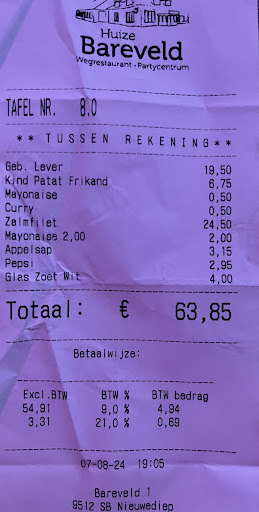 Huize
Bareveld
Wegrestaurant - Partycentrum
TAFEL NR. 8.0
** TUSSEN REKENING **
Geb. Lever 19,50
Kind Patat Frikand 6,75
Mayonaise 0,50
Curry 0,50
Zalmfilet 24,50
Mayonaise 2,00 2,00
Appelsap 3,15
Pepsi 2,95
Glas Zoet Wit 4,00
Totaal: € 63,85
Betaalwijze:
Excl.BTW BTW % BTW bedrag
54,91 9,0 % 4,94
3,31 21,0 % 0,69
07-08-24 19:05
Bareveld 1
9512 SB Nieuwediep